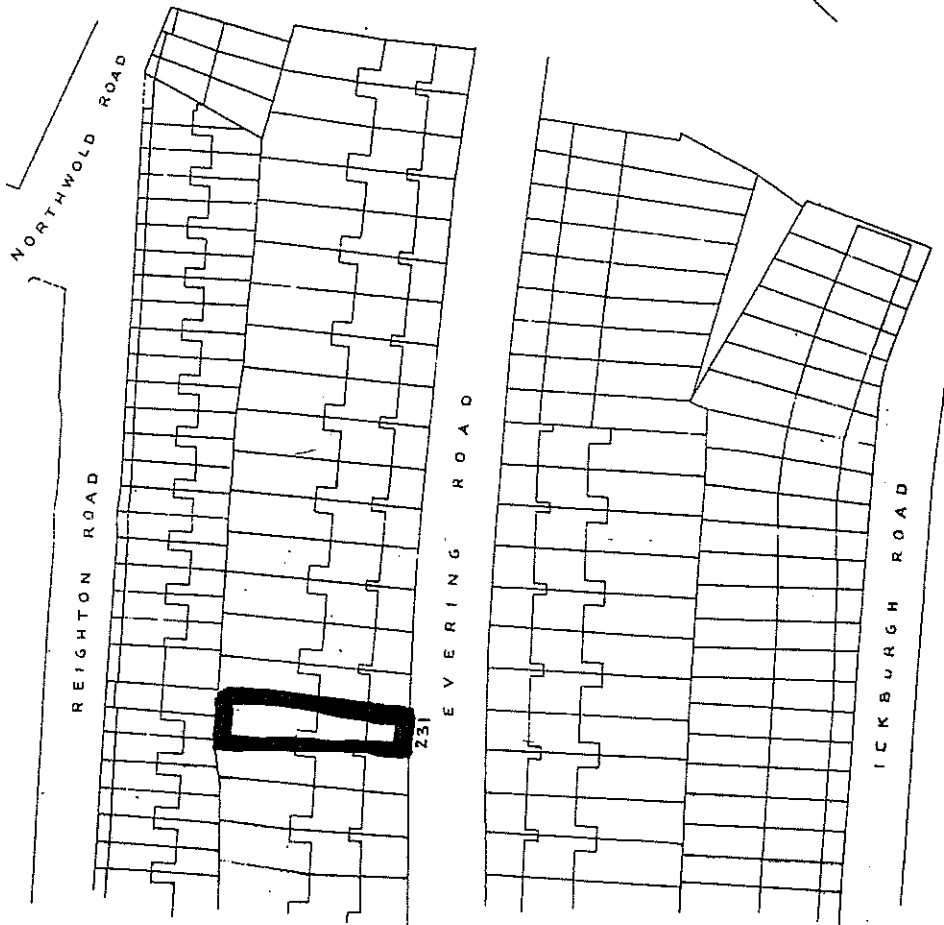 NORTHWOLD ROAD
REIGHTON ROAD
EVERING ROAD
231
ICKBURGH ROAD